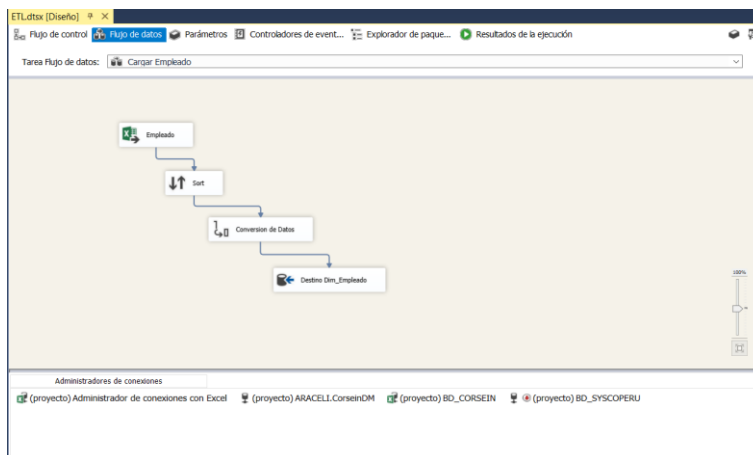 ETL.dtsx [Diseño]
Flujo de control Flujo de datos Parámetros Controladores de event... Explorador de paque... Resultados de la ejecución
Tarea Flujo de datos: Cargar Empleado
Empleado
Sort
Conversion de Datos
Destino Dim_Empleado
100%
Administradores de conexiones
(proyecto) Administrador de conexiones con Excel (proyecto) ARACELI.CorseinDM (proyecto) BD_CORSEIN (proyecto) BD_SYSCOPERU